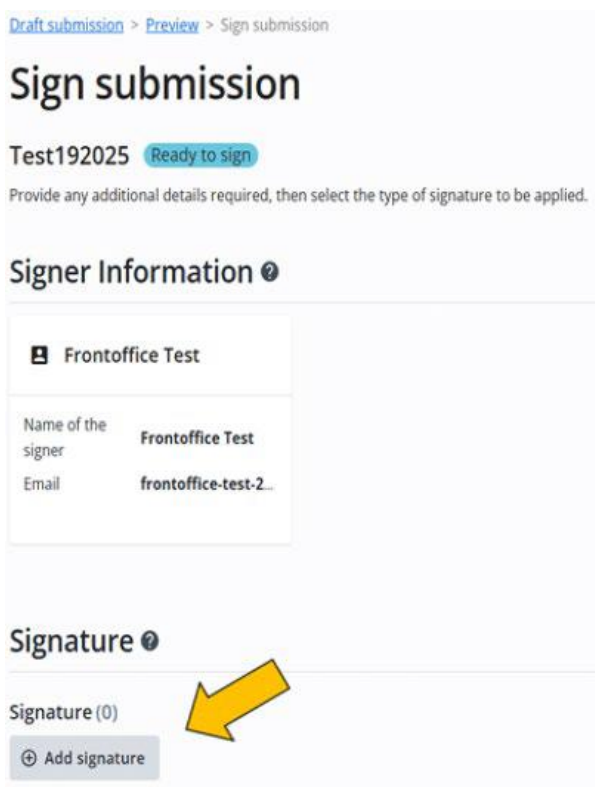 Draft submission > Preview > Sign submission
Sign submission
Test192025 Ready to sign
Provide any additional details required, then select the type of signature to be applied.
Signer Information
Frontoffice Test
Name of the signer Frontoffice Test
Email frontoffice-test-2...
Signature
Signature (0)
Add signature